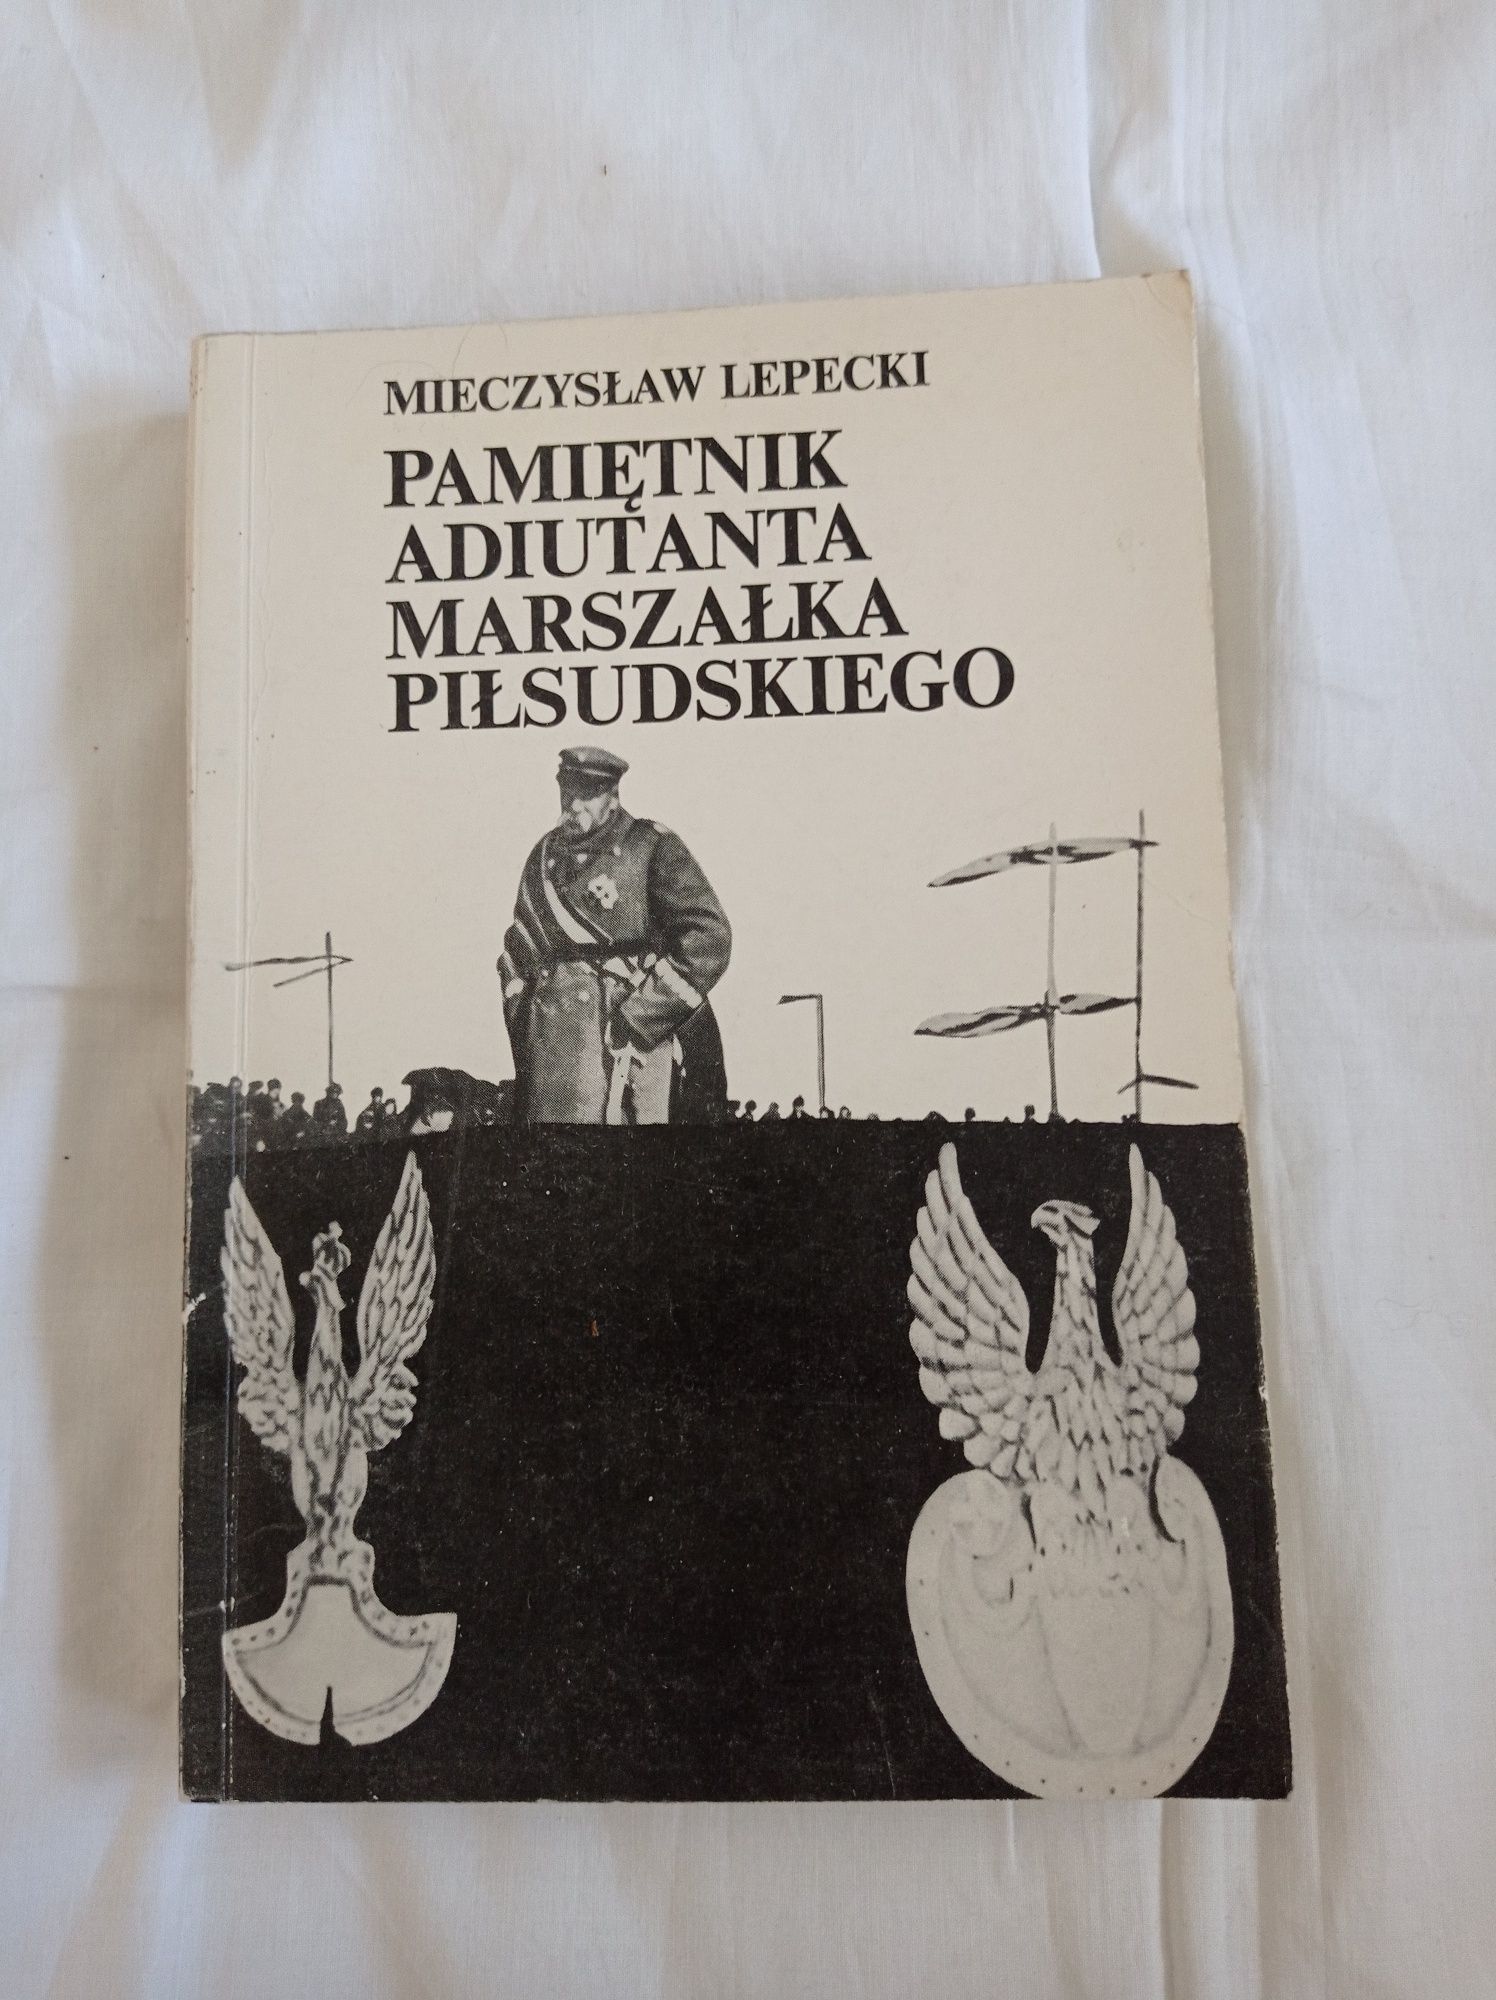 MIECZYSŁAW LEPECKI
PAMIĘTNIK
ADIUTANTA
MARSZAŁKA
PIŁSUDSKIEGO